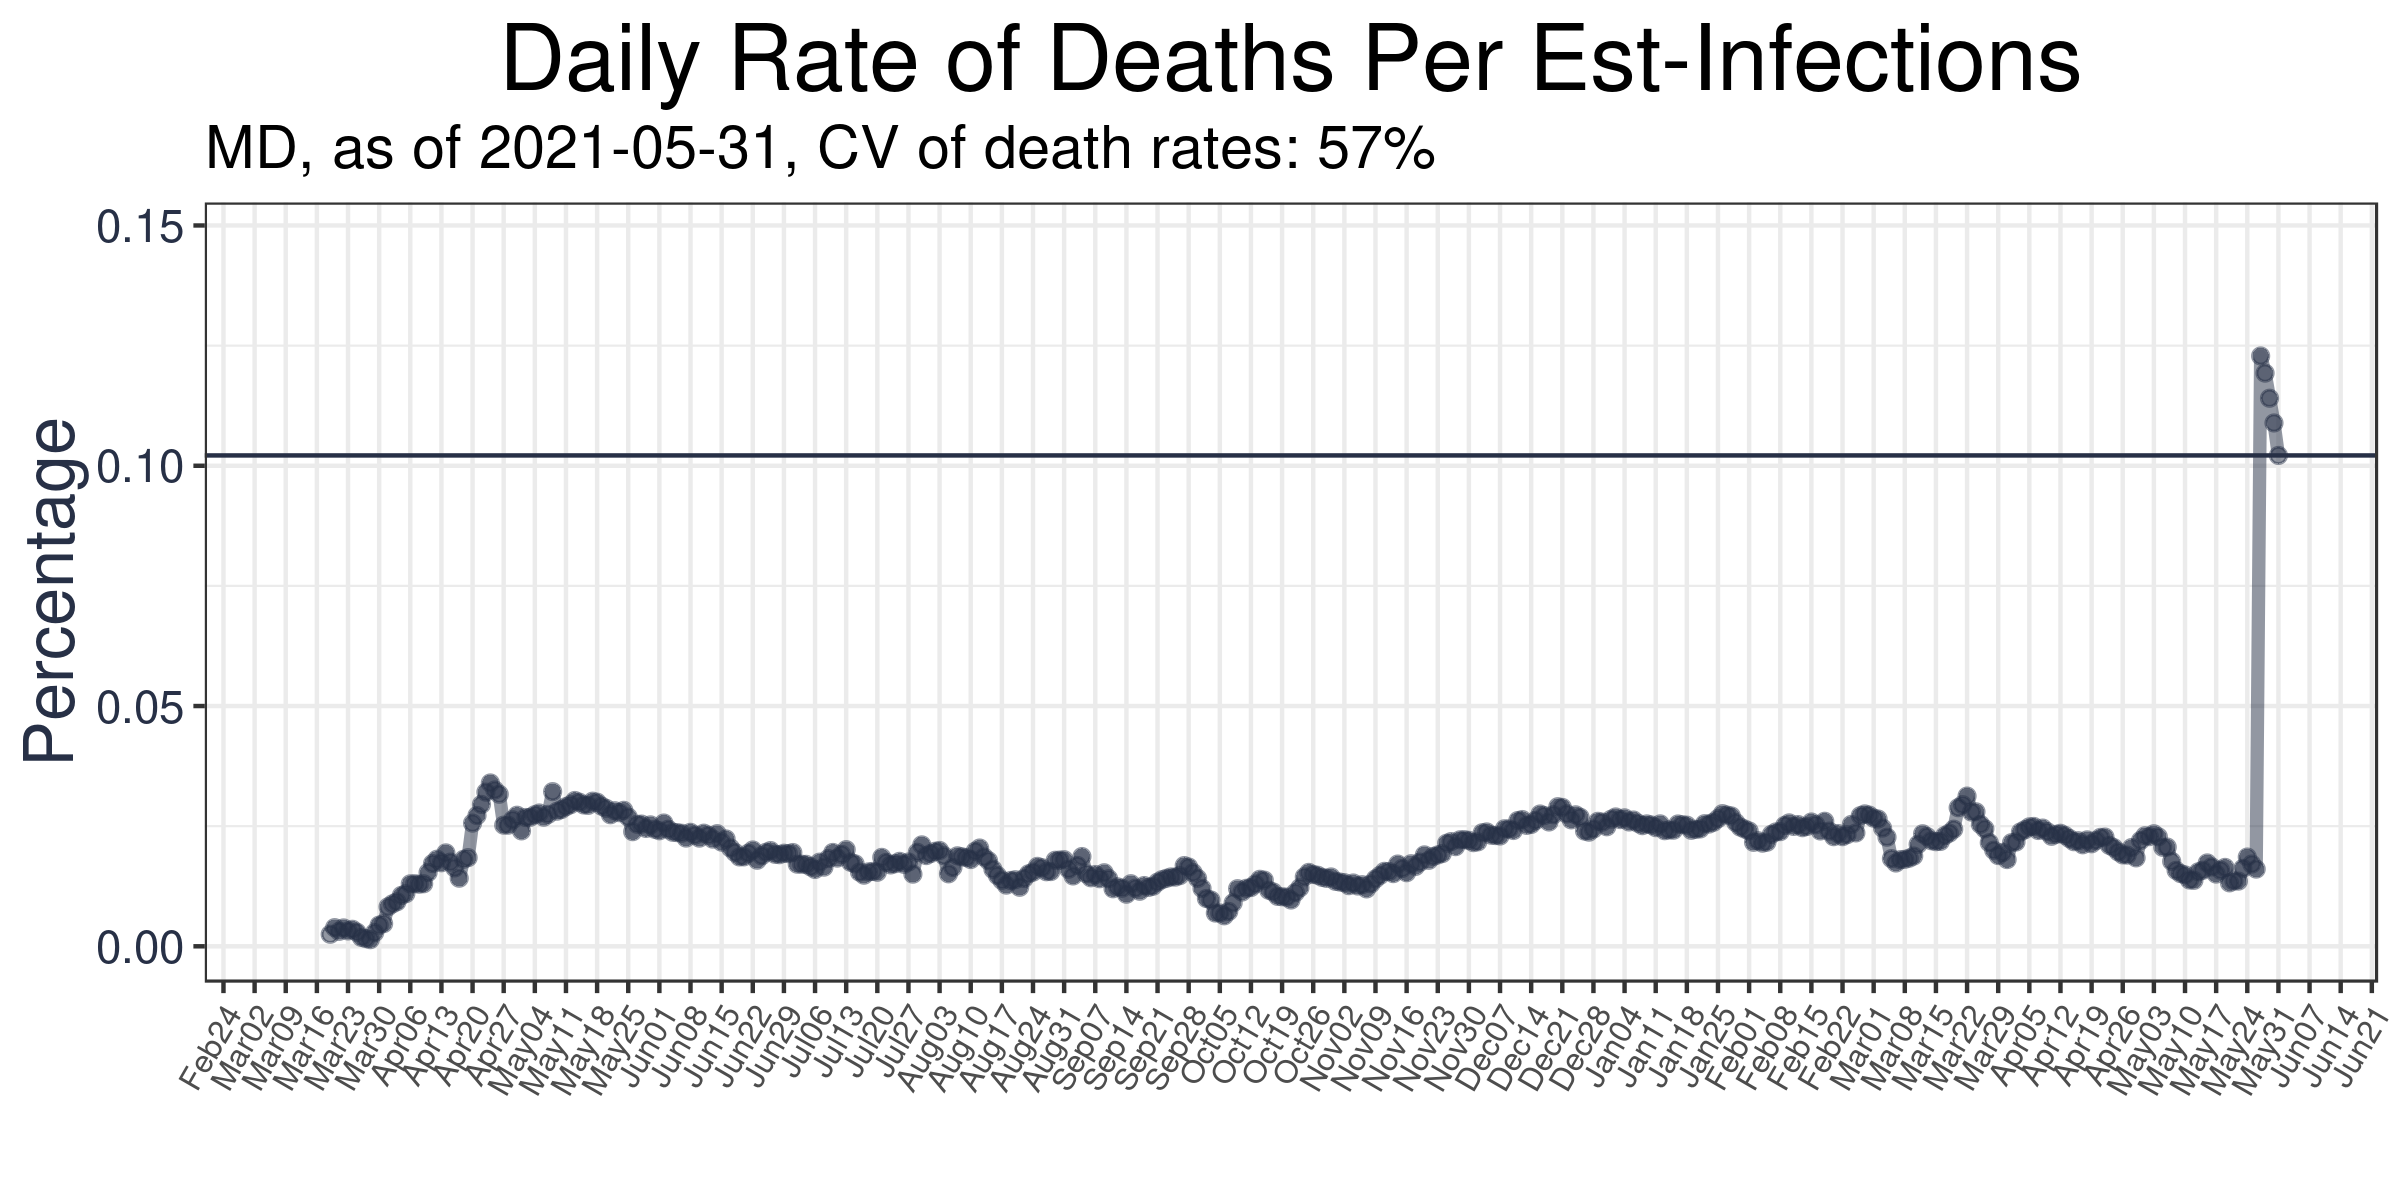 Daily Rate of Deaths Per Est-Infections
MD, as of 2021-05-31, CV of death rates: 57%
Percentage
0.15
0.10
0.05
0.00
Feb24
Mar02
Mar09
Mar16
Mar23
Mar30
Apr06
Apr13
Apr20
Apr27
May04
May11
May18
May25
Jun01
Jun08
Jun15
Jun22
Jun29
Jul06
Jul13
Jul20
Jul27
Aug03
Aug10
Aug17
Aug24
Aug31
Sep07
Sep14
Sep21
Sep28
Oct05
Oct12
Oct19
Oct26
Nov02
Nov09
Nov16
Nov23
Nov30
Dec07
Dec14
Dec21
Dec28
Jan04
Jan11
Jan18
Jan25
Feb01
Feb08
Feb15
Feb22
Mar01
Mar08
Mar15
Mar22
Mar29
Apr05
Apr12
Apr19
Apr26
May03
May10
May17
May24
May31
Jun07
Jun14
Jun21